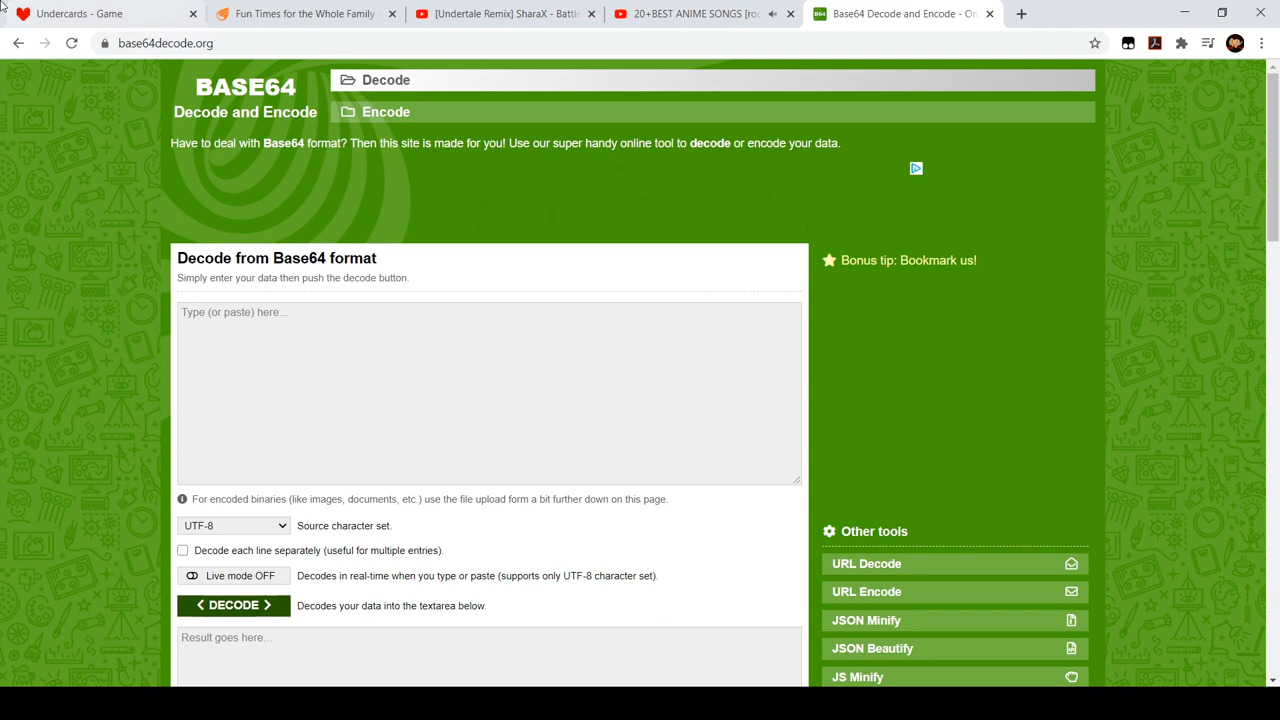 Undercards - Game
Fun Times for the Whole Family -
[Undertale Remix] SharaX - Battle
20+BEST ANIME SONGS [roc
B64
Base64 Decode and Encode - On
base64decode.org
BASE64
Decode and Encode
Decode
Encode
Have to deal with Base64 format? Then this site is made for you! Use our super handy online tool to decode or encode your data.
Decode from Base64 format
Simply enter your data then push the decode button.
Bonus tip: Bookmark us!
Type (or paste) here...
For encoded binaries (like images, documents, etc.) use the file upload form a bit further down on this page.
UTF-8
Source character set.
Decode each line separately (useful for multiple entries).
Live mode OFF
Decodes in real-time when you type or paste (supports only UTF-8 character set).
< DECODE >
Decodes your data into the textarea below.
Result goes here...
Other tools
URL Decode
URL Encode
JSON Minify
JSON Beautify
JS Minify